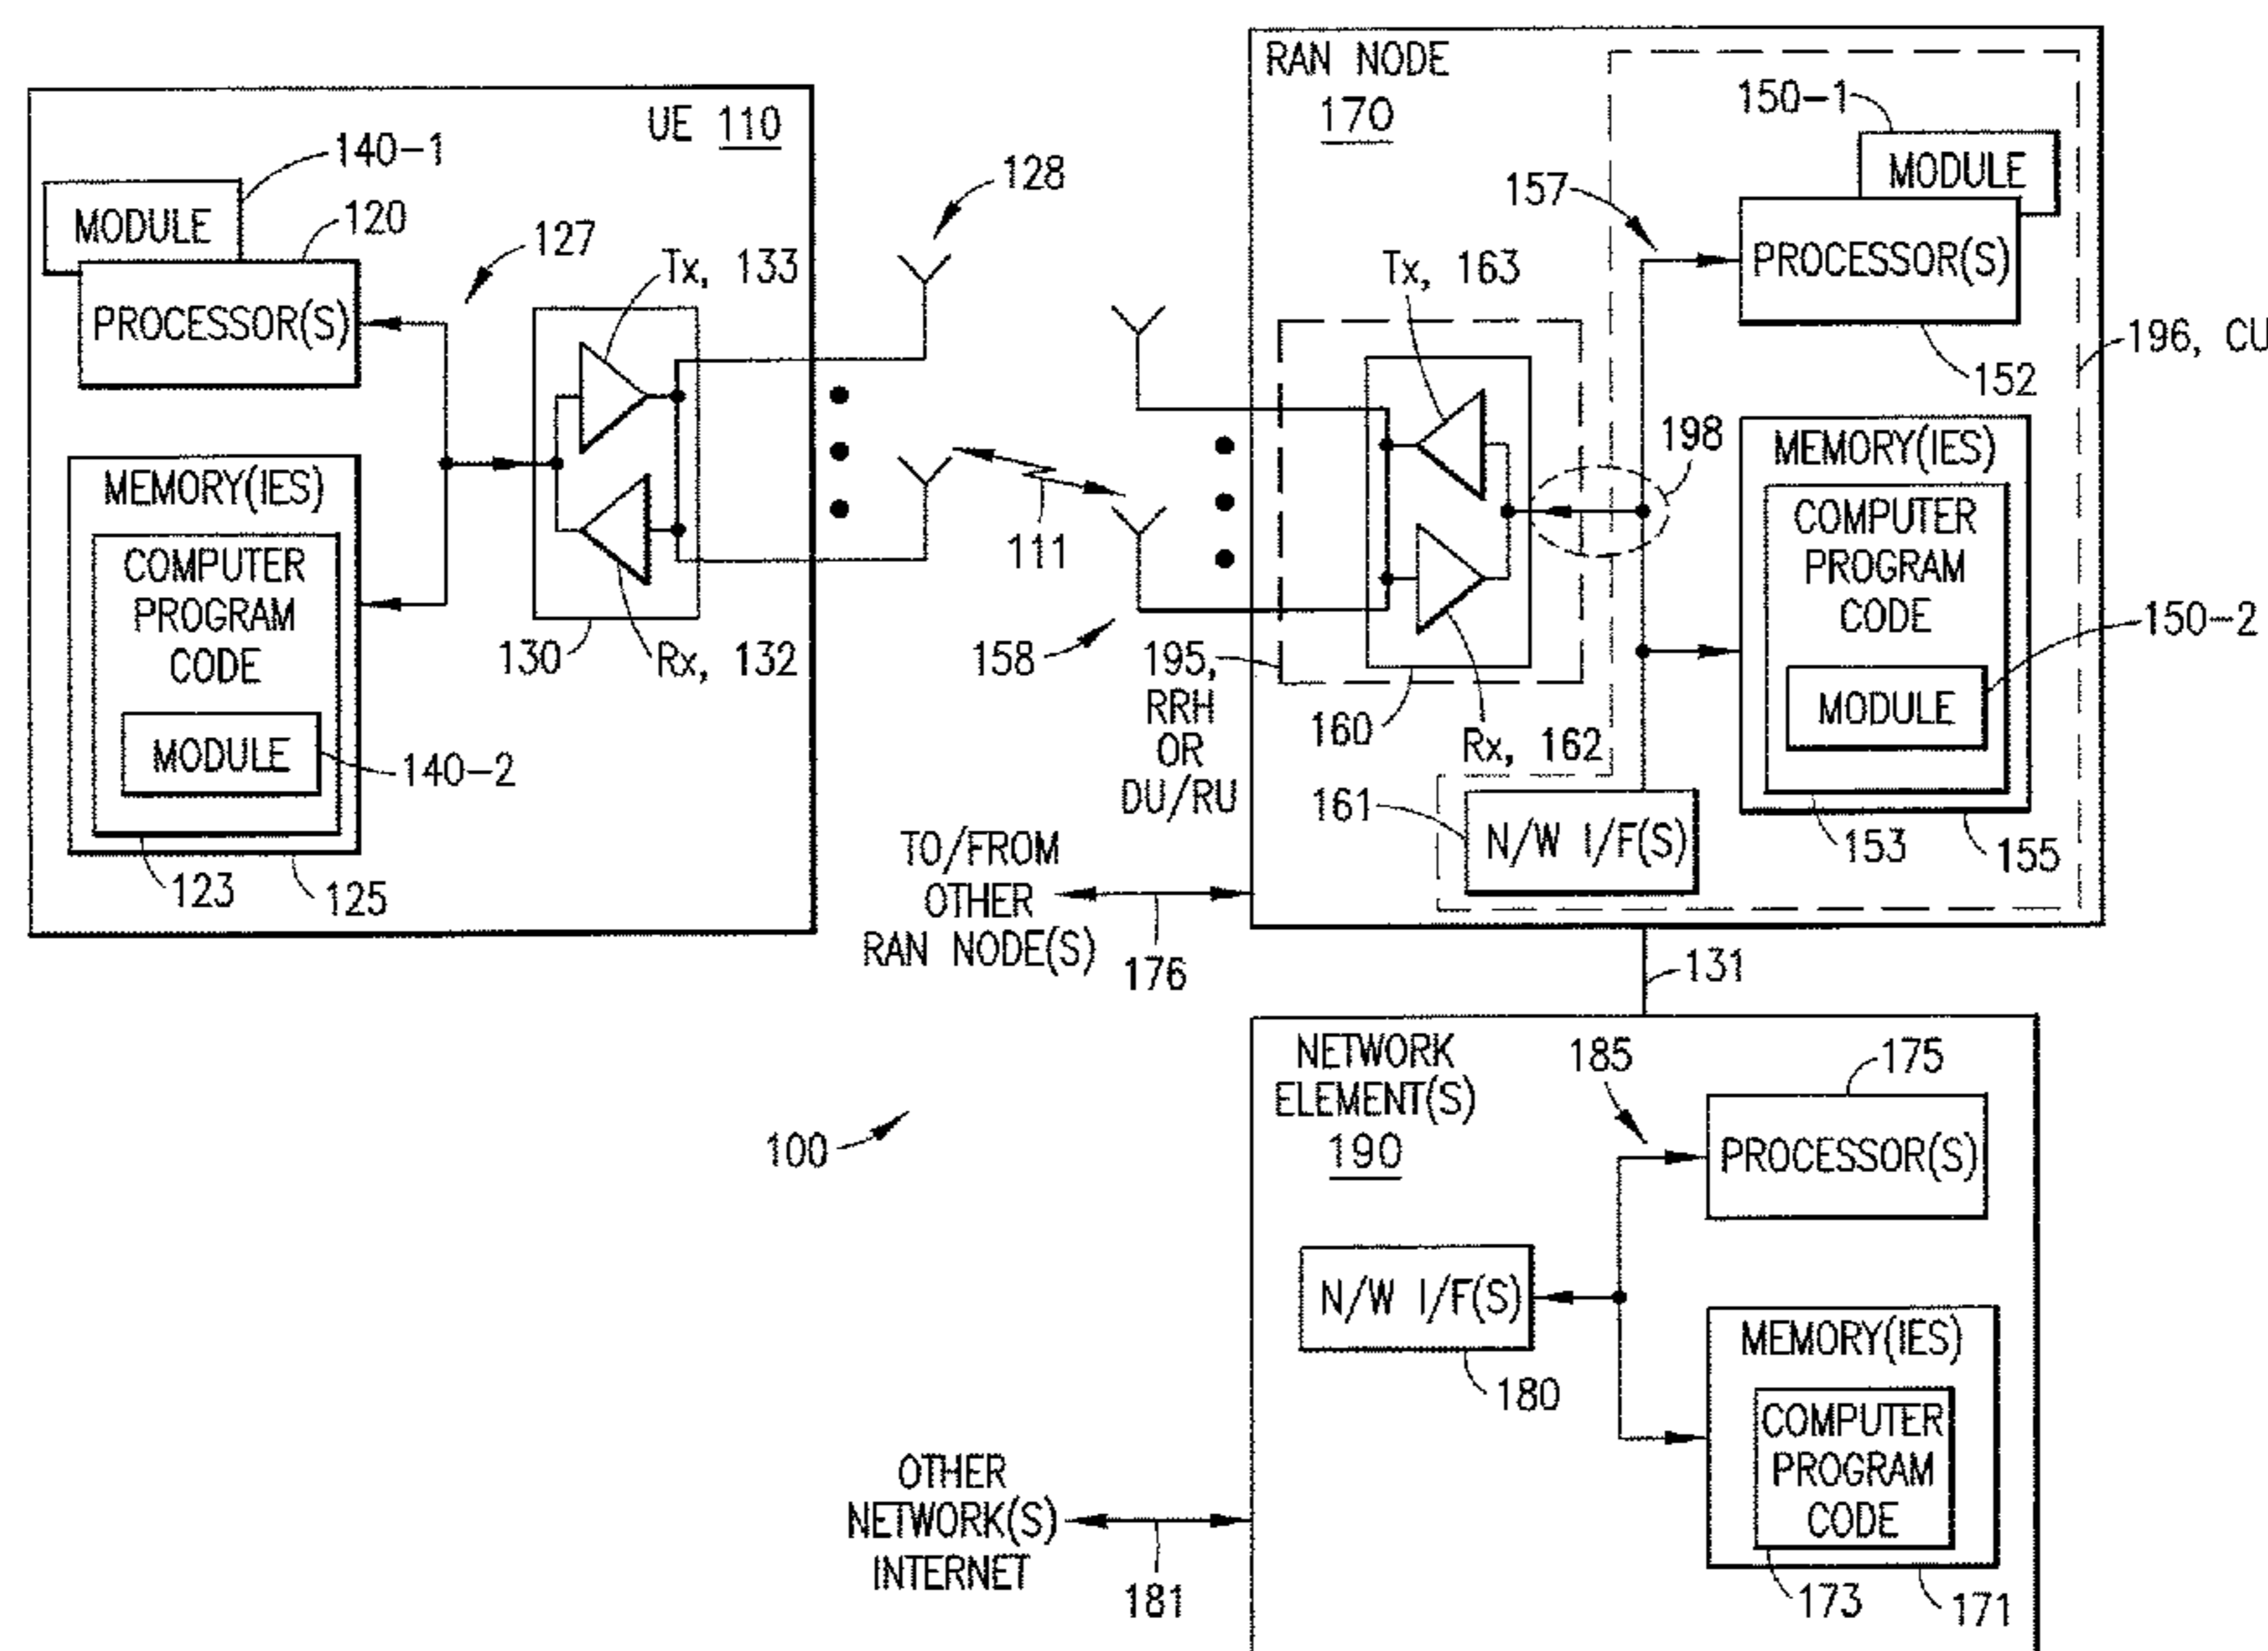 UE 110
140-1
MODULE
120
PROCESSOR(S)
127
Tx, 133
128
MEMORY(IES)
COMPUTER
PROGRAM
CODE
MODULE
140-2
123
125
130
Rx, 132
111
158
RAN NODE
170
150-1
MODULE
157
PROCESSOR(S)
152
196, CU
Tx, 163
198
MEMORY(IES)
COMPUTER
PROGRAM
CODE
150-2
MODULE
153
155
195,
RRH
OR
DU/RU
160
Rx, 162
161
N/W I/F(S)
TO/FROM
OTHER
RAN NODE(S)
176
131
100
NETWORK
ELEMENT(S)
190
185
175
PROCESSOR(S)
N/W I/F(S)
180
MEMORY(IES)
COMPUTER
PROGRAM
CODE
173
171
OTHER
NETWORK(S)
INTERNET
181